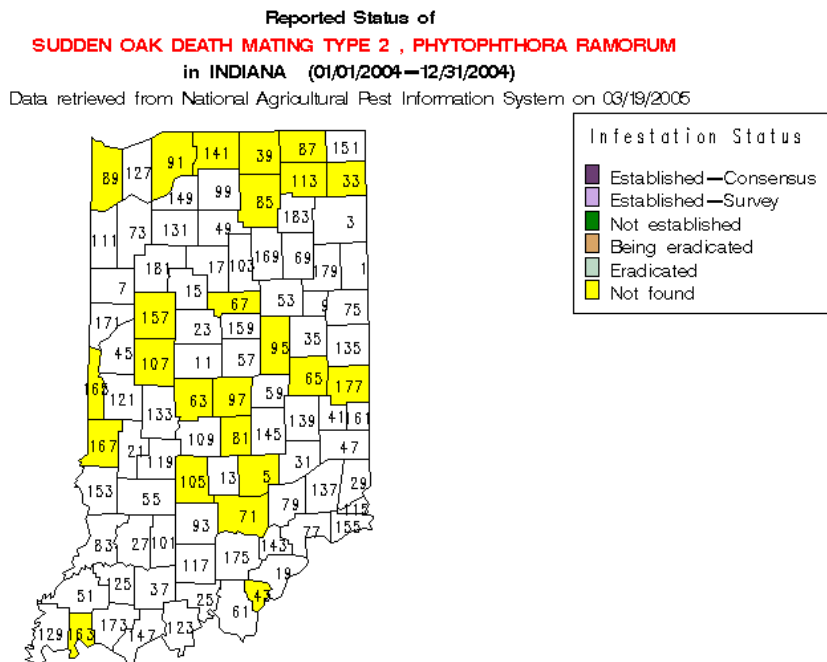 Reported Status of
SUDDEN OAK DEATH MATING TYPE 2 , PHYTOPHTHORA RAMORUM
in INDIANA (01/01/2004–12/31/2004)
Data retrieved from National Agricultural Pest Information System on 03/19/2005
Infestation Status
Established–Consensus
Established–Survey
Not established
Being eradicated
Eradicated
Not found
89 127 91 141 39 87 151
149 99 85 113 33
111 73 131 49 183 3
181 17 103 169 69 179 1
7 15 67 53 9 75
171 157 23 159 95 35 135
45 107 11 57 65 177
165 121 133 63 97 59 139 41 161
167 21 119 109 81 145 31 47
153 55 105 13 5 79 137 29 115
83 27 101 93 71 143 77 155
51 125 37 117 175 19
129 163 173 147 123 25 61 43